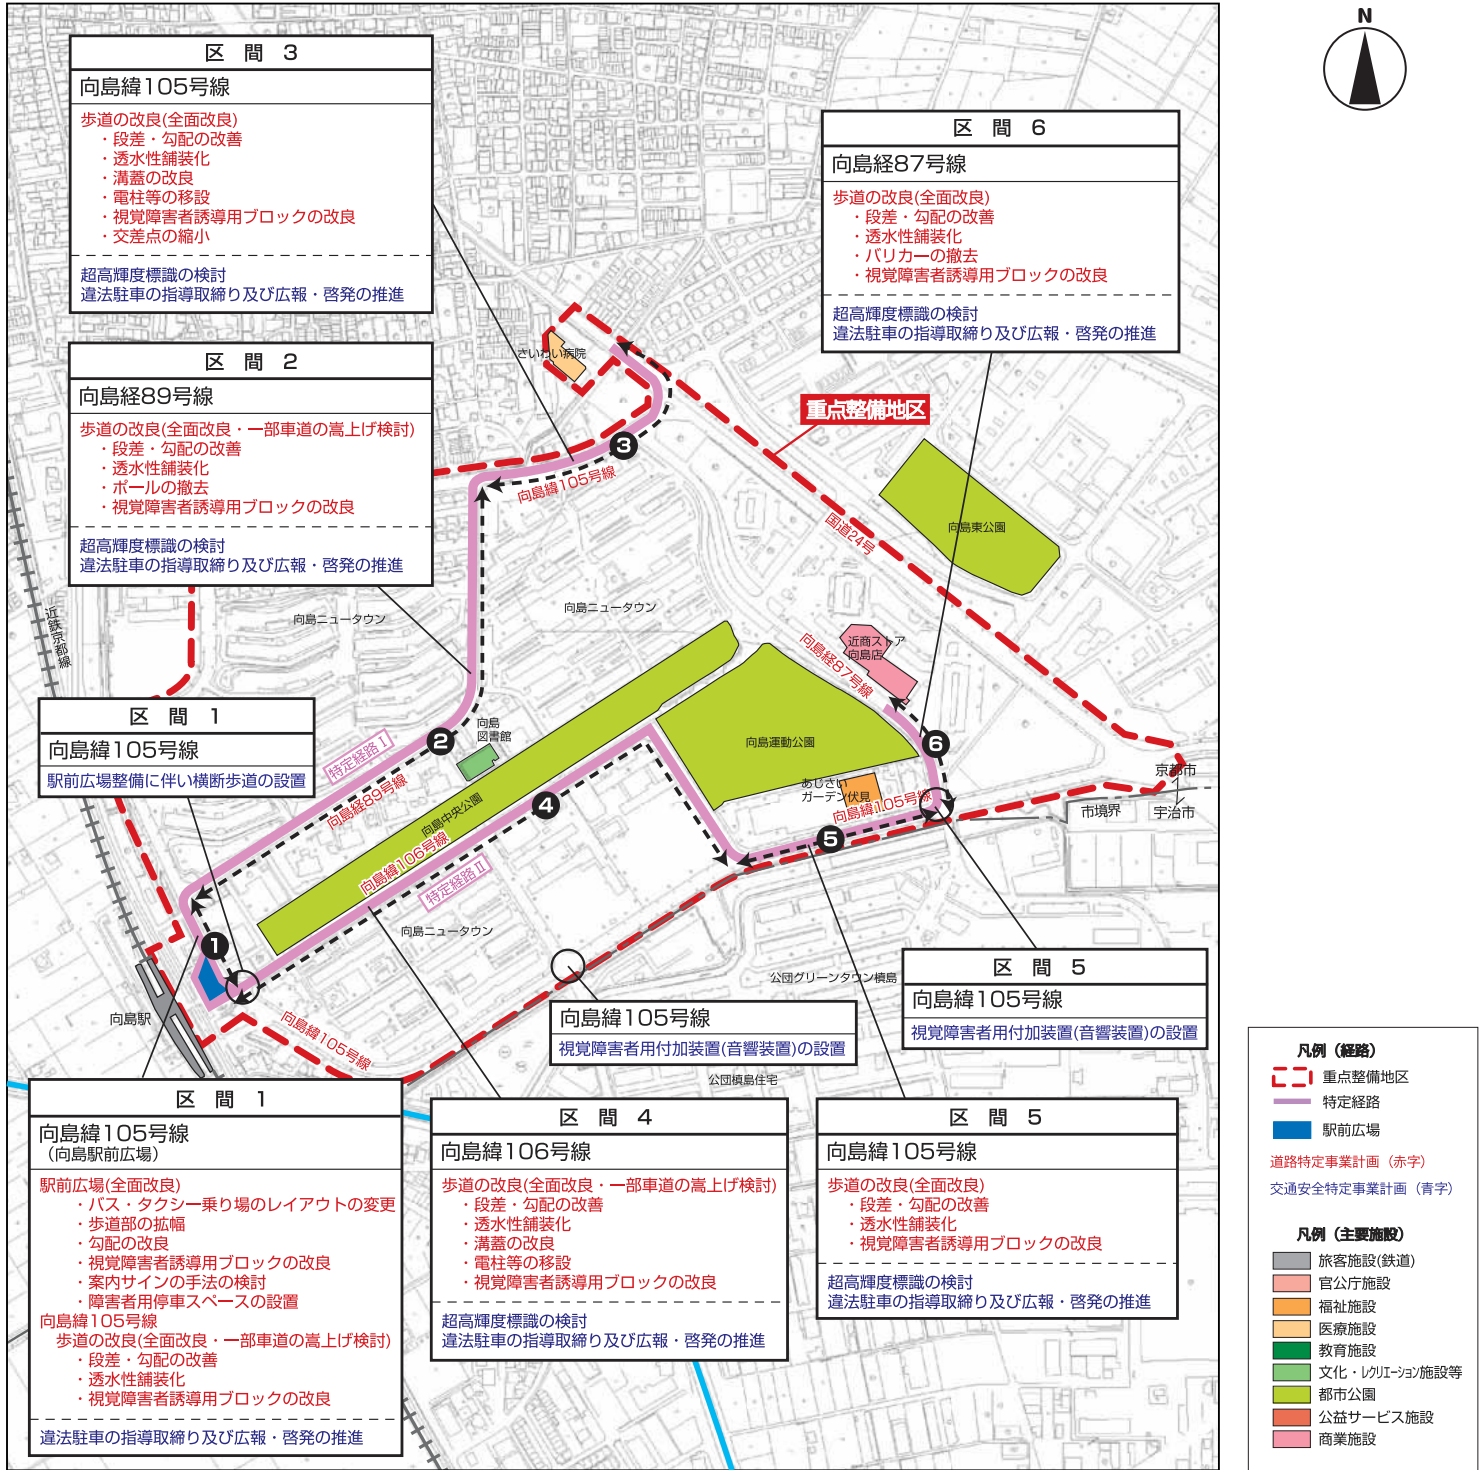 N
区間 3
向島緯105号線
歩道の改良(全面改良)
・段差・勾配の改善
・透水性舗装化
・溝蓋の改良
・電柱等の移設
・視覚障害者誘導用ブロックの改良
・交差点の縮小
超高輝度標識の検討
違法駐車の指導取締り及び広報・啓発の推進
区間 6
向島経87号線
歩道の改良(全面改良)
・段差・勾配の改善
・透水性舗装化
・バリカーの撤去
・視覚障害者誘導用ブロックの改良
超高輝度標識の検討
違法駐車の指導取締り及び広報・啓発の推進
区間 2
向島経89号線
歩道の改良(全面改良・一部車道の嵩上げ検討)
・段差・勾配の改善
・透水性舗装化
・ポールの撤去
・視覚障害者誘導用ブロックの改良
超高輝度標識の検討
違法駐車の指導取締り及び広報・啓発の推進
さいわい病院
重点整備地区
3
向島緯105号線
国道24号
向島東公園
近鉄京都線
向島ニュータウン
向島ニュータウン
向島経87号線
近商ストア
向島店
区間 1
向島緯105号線
駅前広場整備に伴い横断歩道の設置
特定経路Ⅰ
2
向島
図書館
向島経89号線
向島中央公園
4
向島緯106号線
特定経路Ⅱ
向島運動公園
あじさい
ガーデン伏見
向島緯105号線
5
6
京都市
市境界
宇治市
1
向島ニュータウン
向島駅
向島緯105号線
公団グリーンタウン槙島
公団槙島住宅
向島緯105号線
視覚障害者用付加装置(音響装置)の設置
区間 5
向島緯105号線
視覚障害者用付加装置(音響装置)の設置
区間 1
向島緯105号線
(向島駅前広場)
駅前広場(全面改良)
・バス・タクシー乗り場のレイアウトの変更
・歩道部の拡幅
・勾配の改良
・視覚障害者誘導用ブロックの改良
・案内サインの手法の検討
・障害者用停車スペースの設置
向島緯105号線
歩道の改良(全面改良・一部車道の嵩上げ検討)
・段差・勾配の改善
・透水性舗装化
・視覚障害者誘導用ブロックの改良
違法駐車の指導取締り及び広報・啓発の推進
区間 4
向島緯106号線
歩道の改良(全面改良・一部車道の嵩上げ検討)
・段差・勾配の改善
・透水性舗装化
・溝蓋の改良
・電柱等の移設
・視覚障害者誘導用ブロックの改良
超高輝度標識の検討
違法駐車の指導取締り及び広報・啓発の推進
区間 5
向島緯105号線
歩道の改良(全面改良)
・段差・勾配の改善
・透水性舗装化
・視覚障害者誘導用ブロックの改良
超高輝度標識の検討
違法駐車の指導取締り及び広報・啓発の推進
凡例（経路）
重点整備地区
特定経路
駅前広場
道路特定事業計画（赤字）
交通安全特定事業計画（青字）
凡例（主要施設）
旅客施設(鉄道)
官公庁施設
福祉施設
医療施設
教育施設
文化・レクリエーション施設等
都市公園
公益サービス施設
商業施設